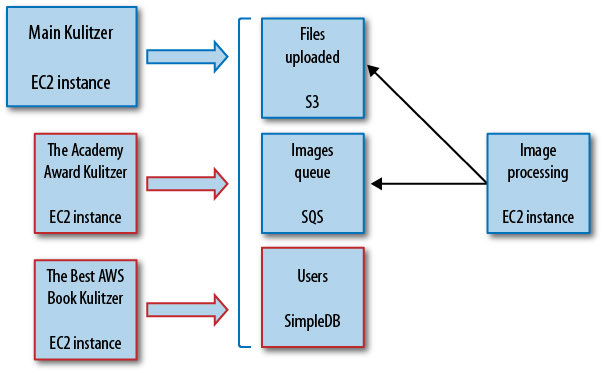 Main Kulitzer
EC2 instance
The Academy
Award Kulitzer
EC2 instance
The Best AWS
Book Kulitzer
EC2 instance
Files
uploaded
S3
Images
queue
SQS
Users
SimpleDB
Image
processing
EC2 instance